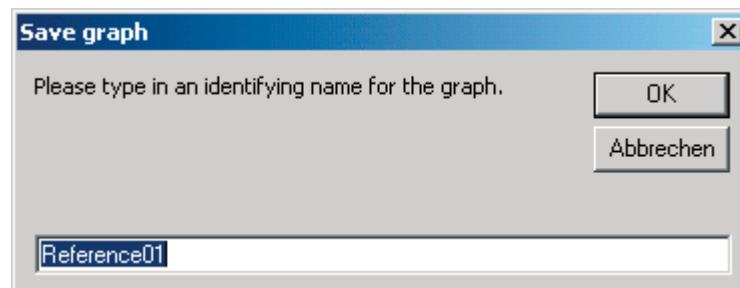 Save graph
Please type in an identifying name for the graph.
OK
Abbrechen
Reference01